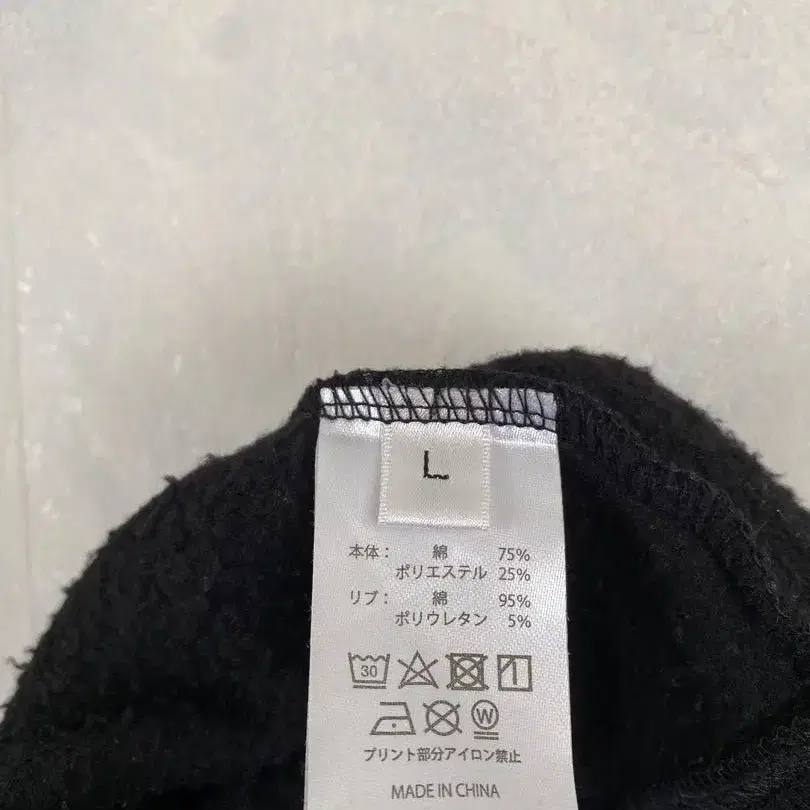 L
本体： 綿 75%
ポリエステル 25%
リブ： 綿 95%
ポリウレタン 5%
30
W
プリント部分アイロン禁止
MADE IN CHINA